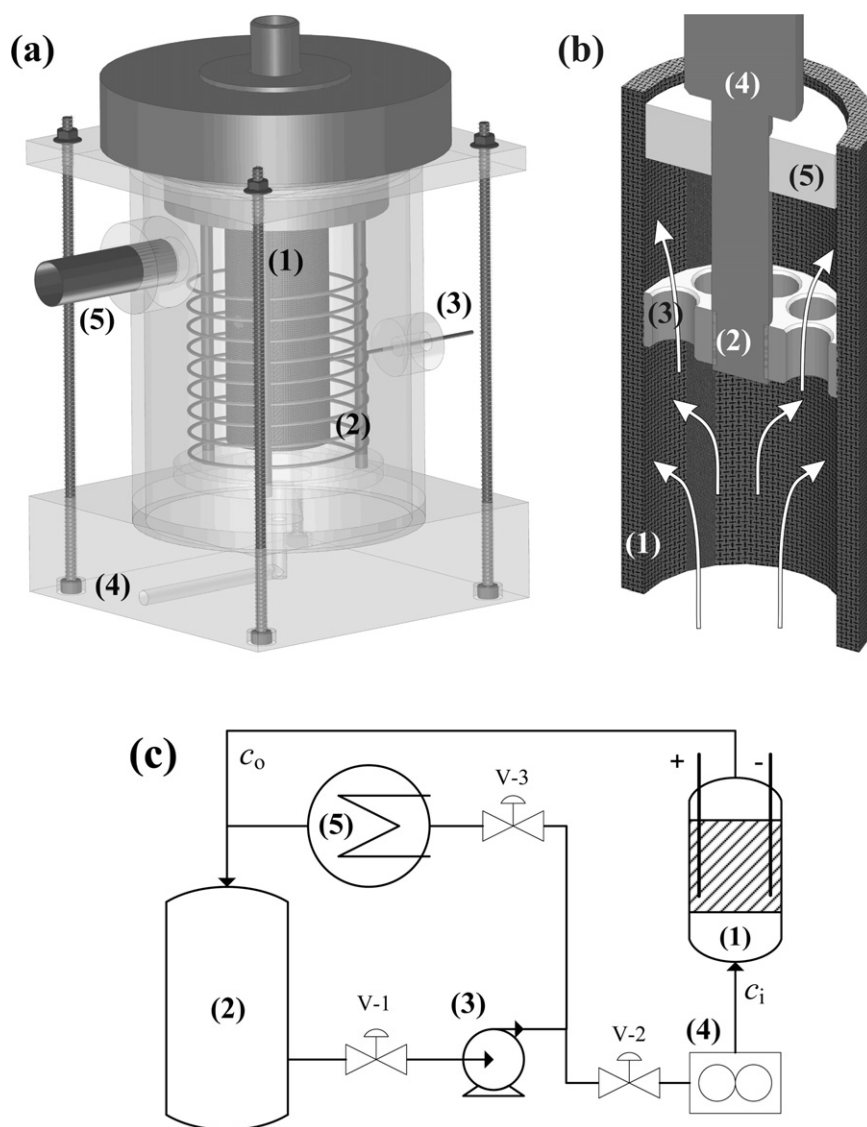 (a)
(1)
(3)
(5)
(2)
(4)
(b)
(4)
(5)
(3)
(2)
(1)
(c)
+
-
c_o
V-3
(5)
(1)
(2)
V-1
(3)
V-2
(4)
c_i